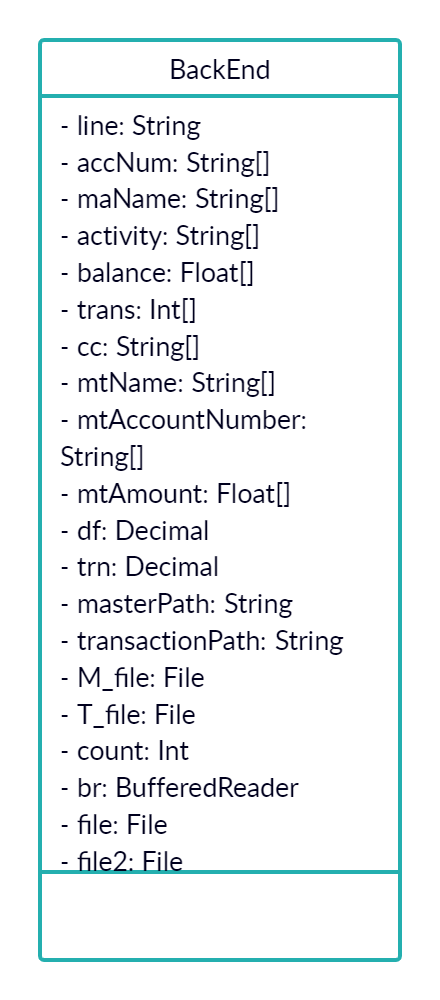 BackEnd
- line: String
- accNum: String[]
- maName: String[]
- activity: String[]
- balance: Float[]
- trans: Int[]
- cc: String[]
- mtName: String[]
- mtAccountNumber:
String[]
- mtAmount: Float[]
- df: Decimal
- trn: Decimal
- masterPath: String
- transactionPath: String
- M_file: File
- T_file: File
- count: Int
- br: BufferedReader
- file: File
- file2: File